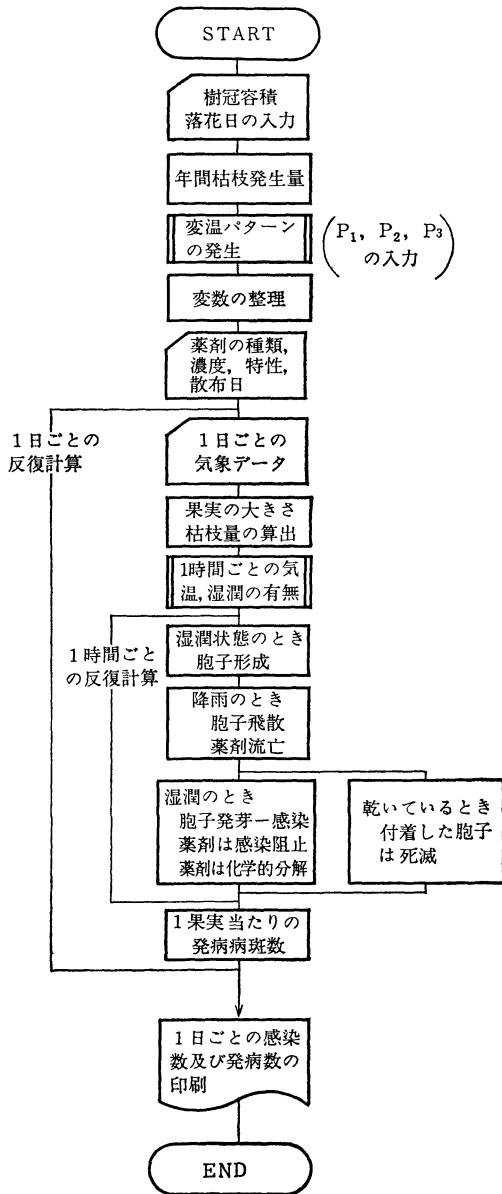 START
樹冠容積
落花日の入力
年間枯枝発生量
変温パターン
の発生
P₁, P₂, P₃
の入力
変数の整理
薬剤の種類,
濃度, 特性,
散布日
1日ごとの
反復計算
1日ごとの
気象データ
果実の大きさ
枯枝量の算出
1時間ごとの気
温,湿潤の有無
1時間ごと
の反復計算
湿潤状態のとき
胞子形成
降雨のとき
胞子飛散
薬剤流亡
湿潤のとき
胞子発芽ー感染
薬剤は感染阻止
薬剤は化学的分解
乾いているとき
付着した胞子
は死滅
1果実当たりの
発病病斑数
1日ごとの感染
数及び発病数の
印刷
END